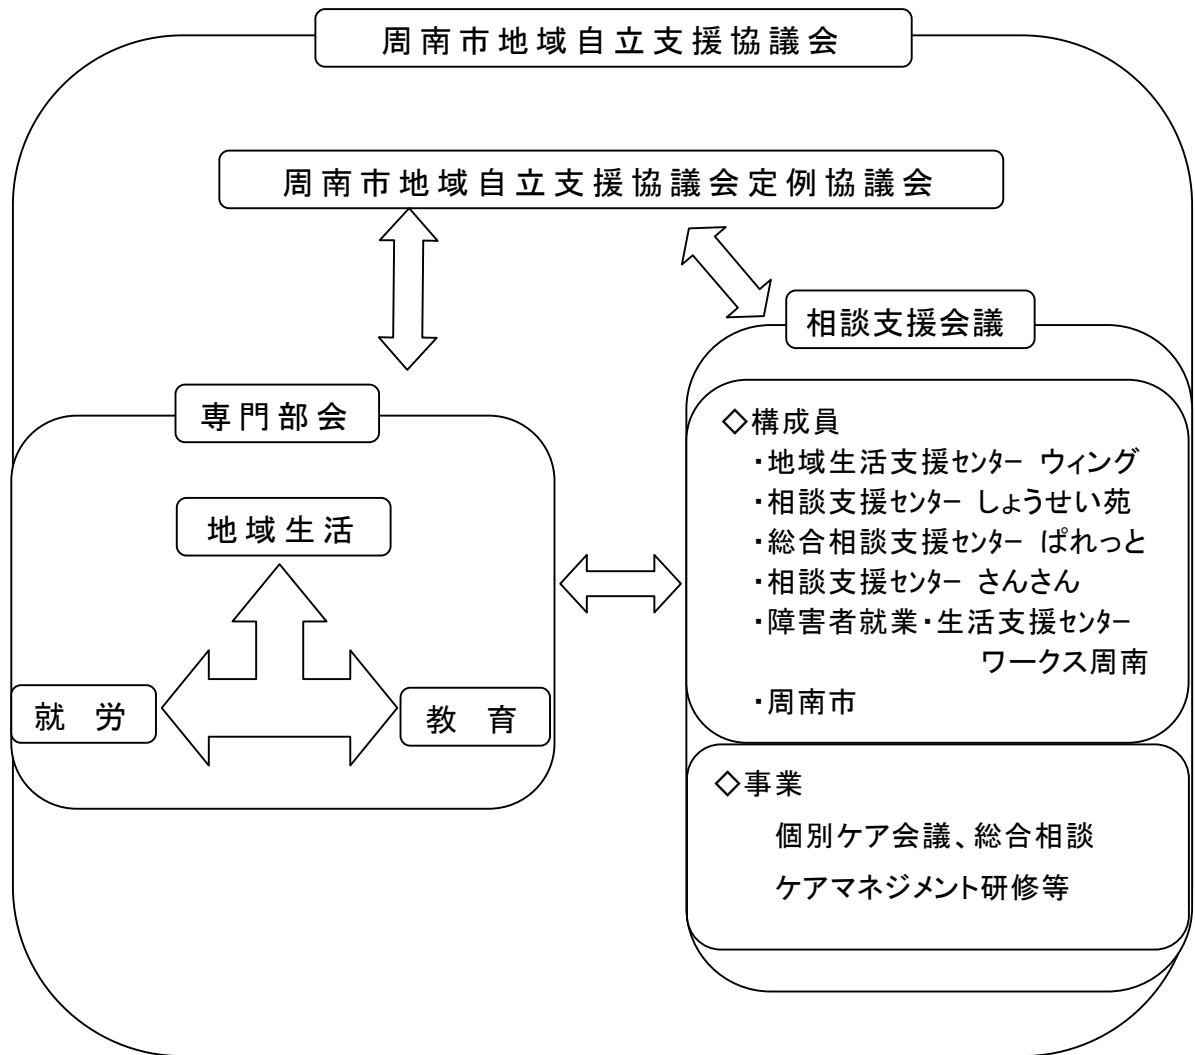 周南市地域自立支援協議会
周南市地域自立支援協議会定例協議会
相談支援会議
専門部会
地域生活
就　労
教　育
◇構成員
・地域生活支援ｾﾝﾀｰ ウィング
・相談支援ｾﾝﾀｰ しょうせい苑
・総合相談支援ｾﾝﾀｰ ぱれっと
・相談支援ｾﾝﾀｰ さんさん
・障害者就業・生活支援ｾﾝﾀｰ
ワークス周南
・周南市
◇事業
個別ケア会議、総合相談
ケアマネジメント研修等